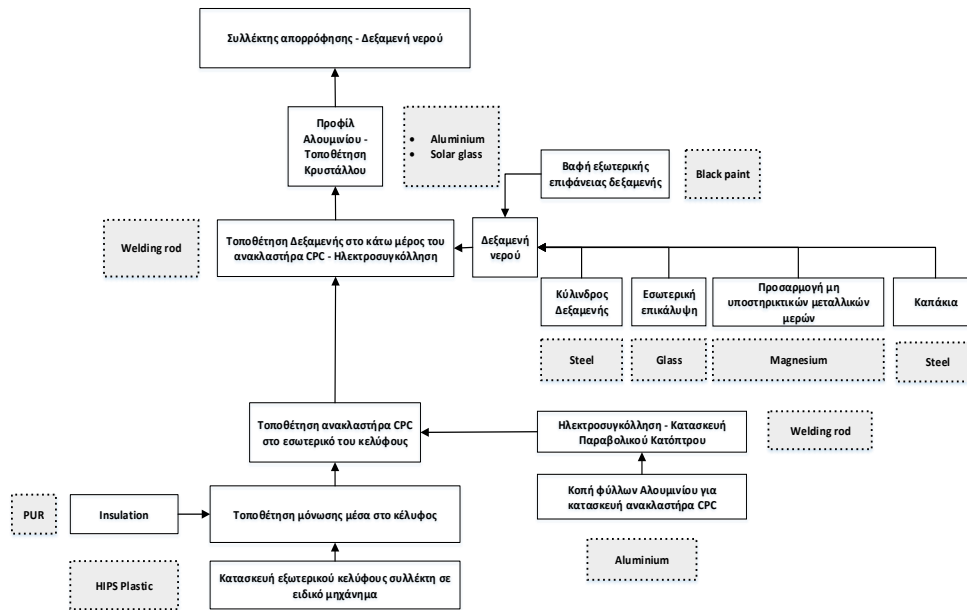 Συλλέκτης απορρόφησης - Δεξαμενή νερού
Προφίλ
Αλουμινίου -
Τοποθέτηση
Κρυστάλλου
• Aluminium
• Solar glass
Βαφή εξωτερικής
επιφάνειας δεξαμενής
Black paint
Welding rod
Τοποθέτηση Δεξαμενής στο κάτω μέρος του
ανακλαστήρα CPC - Ηλεκτροσυγκόλληση
Δεξαμενή
νερού
Κύλινδρος
Δεξαμενής
Εσωτερική
επικάλυψη
Προσαρμογή μη
υποστηρικτικών μεταλλικών
μερών
Καπάκια
Steel
Glass
Magnesium
Steel
Τοποθέτηση ανακλαστήρα CPC
στο εσωτερικό του κελύφους
Ηλεκτροσυγκόλληση - Κατασκευή
Παραβολικού Κατόπτρου
Welding rod
PUR
Insulation
Τοποθέτηση μόνωσης μέσα στο κέλυφος
Κοπή φύλλων Αλουμινίου για
κατασκευή ανακλαστήρα CPC
Aluminium
HIPS Plastic
Κατασκευή εξωτερικού κελύφους συλλέκτη σε
ειδικό μηχάνημα